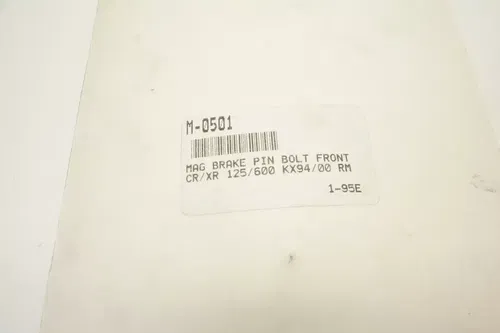 M-0501
MAG BRAKE PIN BOLT FRONT
CR/XR 125/600 KX94/00 RM
1-95E